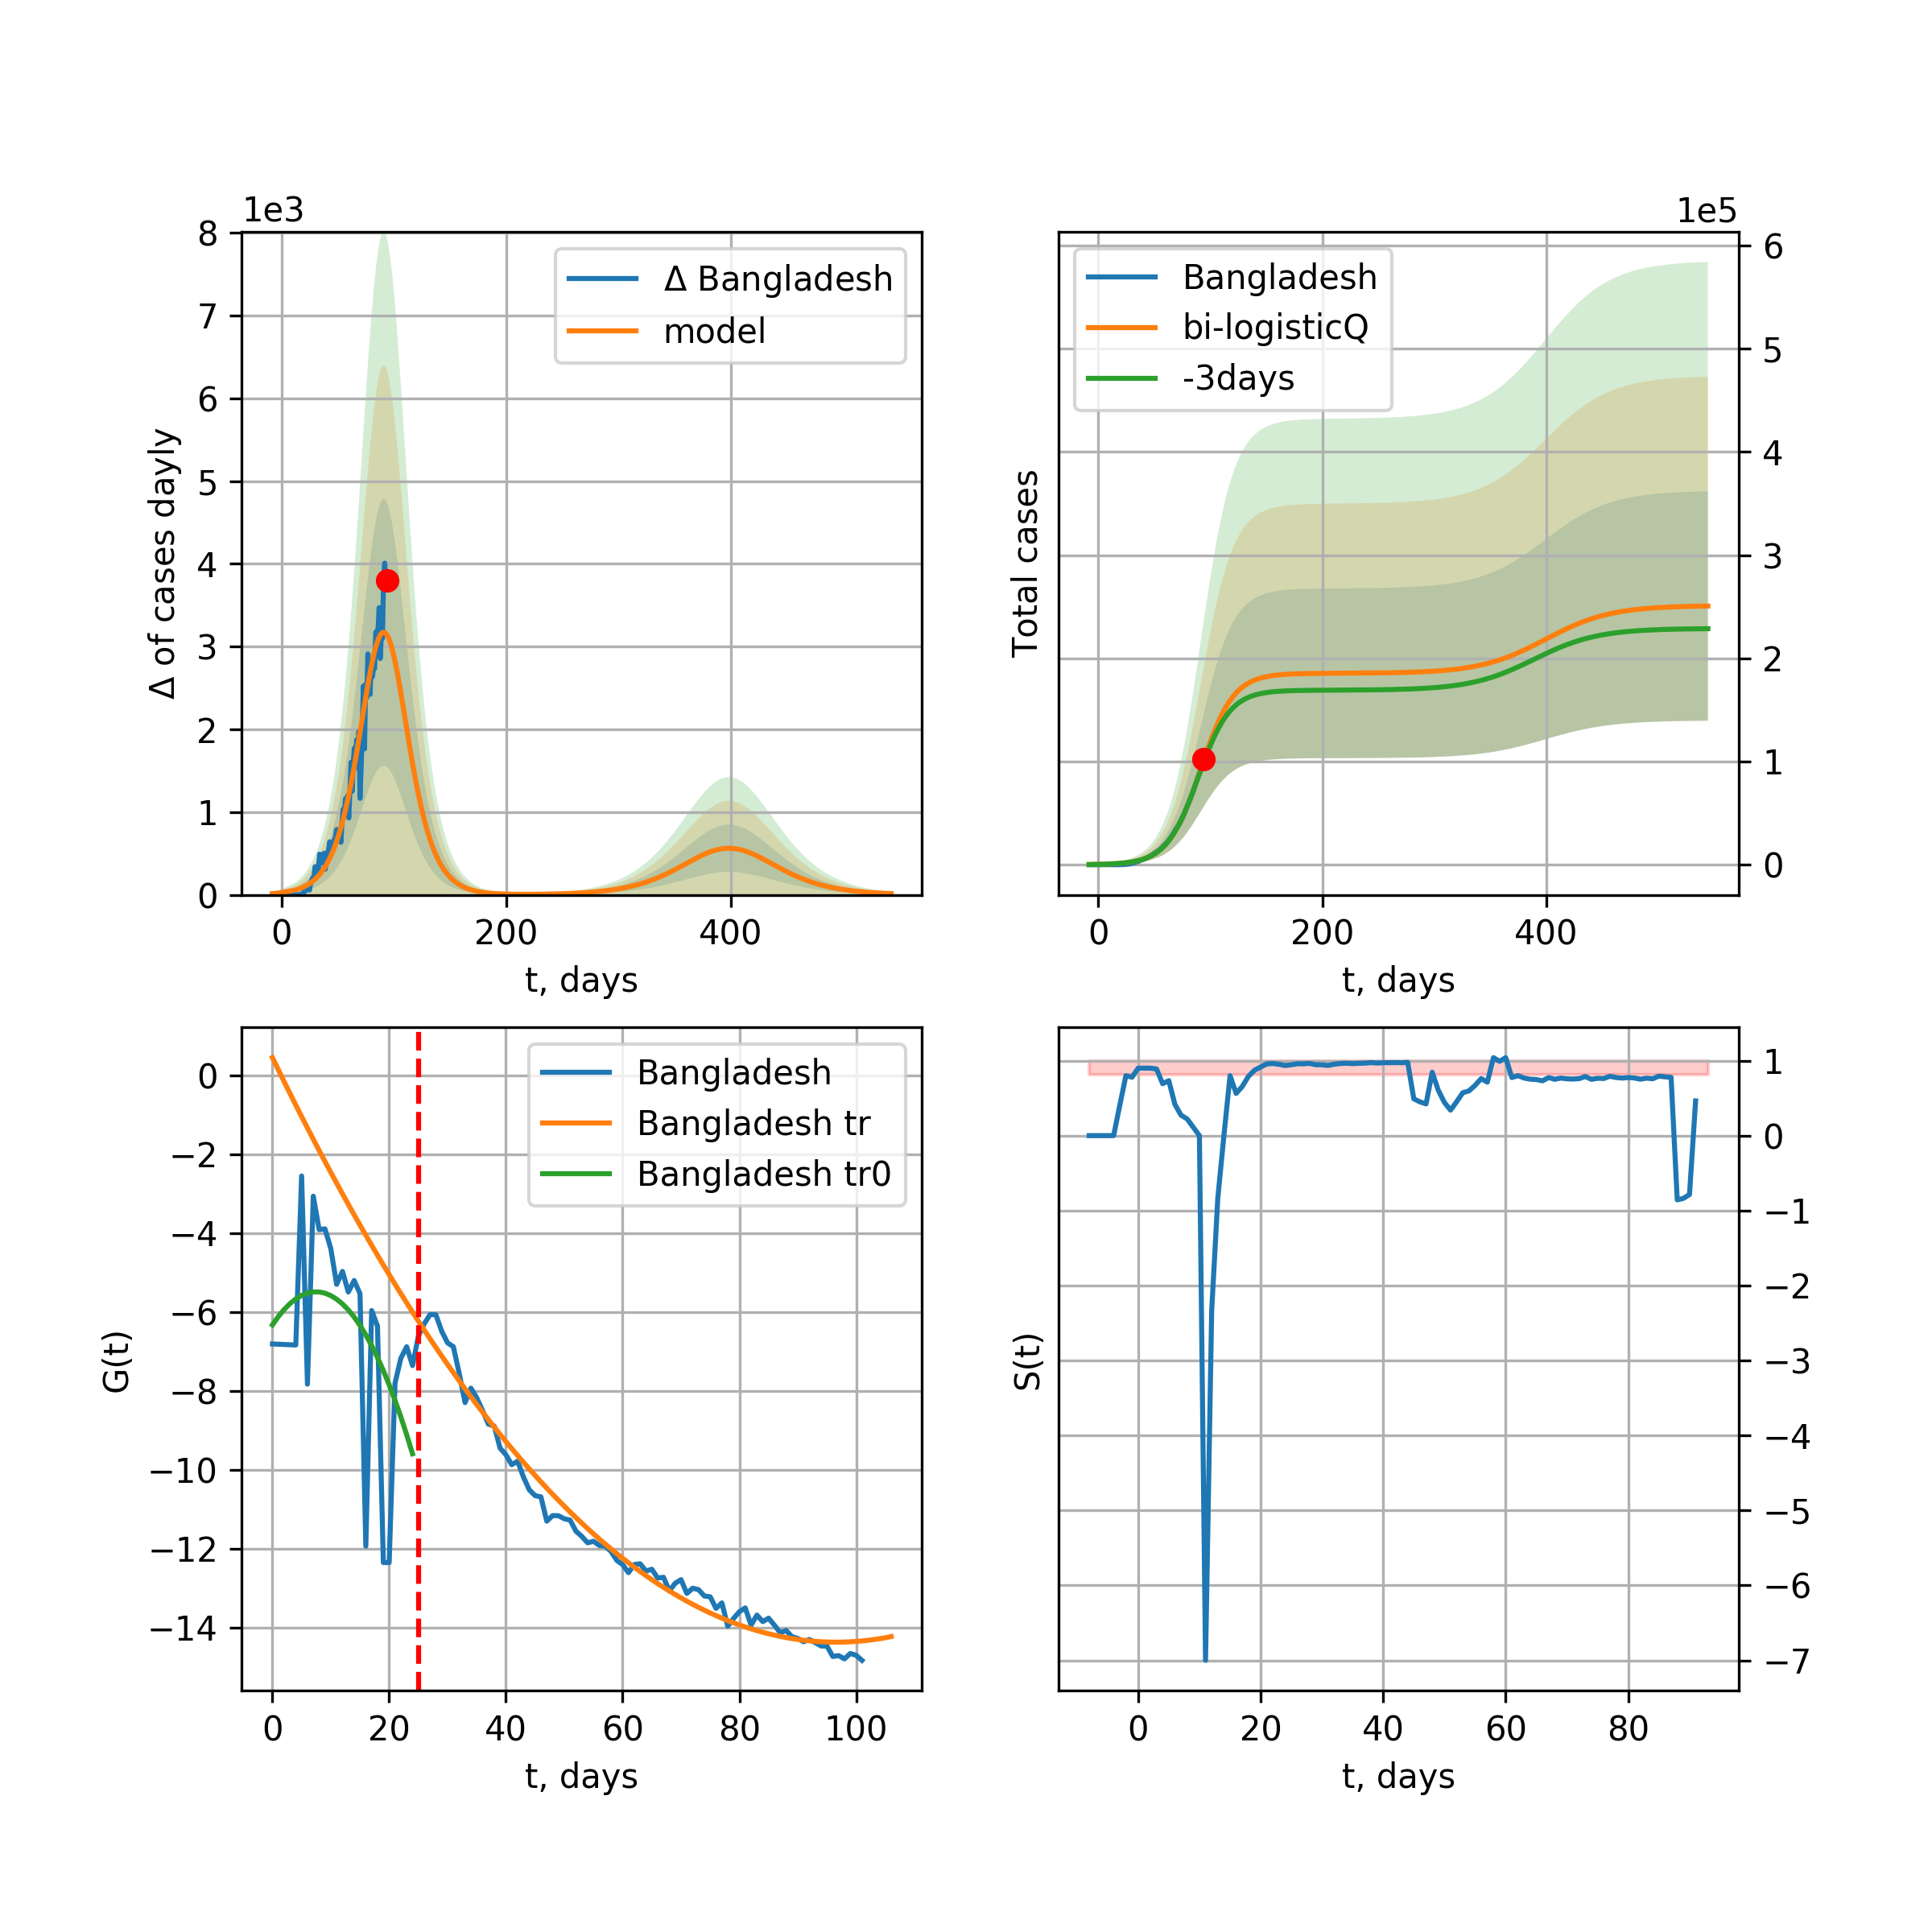 1e3
8
7
6
5
4
3
2
1
0
Δ of cases dayly
Δ Bangladesh
model
0
200
400
t, days
1e5
6
5
4
3
2
1
0
Total cases
Bangladesh
bi-logisticQ
-3days
0
200
400
t, days
0
−2
−4
−6
−8
−10
−12
−14
G(t)
Bangladesh
Bangladesh tr
Bangladesh tr0
0
20
40
60
80
100
t, days
1
0
−1
−2
−3
−4
−5
−6
−7
S(t)
0
20
40
60
80
t, days